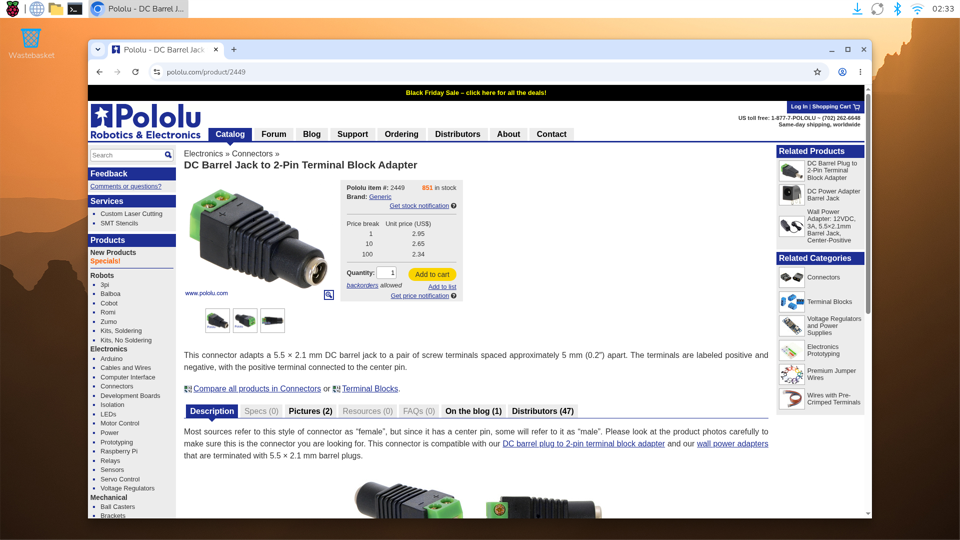 Pololu - DC Barrel J...
02:33
Wastebasket
Pololu - DC Barrel Jack
pololu.com/product/2449
Black Friday Sale – click here for all the deals!
Pololu
Robotics & Electronics
Log In | Shopping Cart
US toll free: 1-877-7-POLOLU ~ (702) 262-6648
Same-day shipping, worldwide
Catalog Forum Blog Support Ordering Distributors About Contact
Search
Feedback
Comments or questions?
Services
Custom Laser Cutting
SMT Stencils
Products
New Products
Specials!
Robots
3pi
Balboa
Cobot
Romi
Zumo
Kits, Soldering
Kits, No Soldering
Electronics
Arduino
Cables and Wires
Computer Interface
Connectors
Development Boards
Isolation
LEDs
Motor Control
Power
Prototyping
Raspberry Pi
Relays
Sensors
Servo Control
Voltage Regulators
Mechanical
Ball Casters
Brackets
Electronics » Connectors »
DC Barrel Jack to 2-Pin Terminal Block Adapter
www.pololu.com
Pololu item #: 2449 851 in stock
Brand: Generic
Get stock notification
Price break Unit price (US$)
1 2.95
10 2.65
100 2.34
Quantity: 1 Add to cart
backorders allowed Add to list
Get price notification
This connector adapts a 5.5 × 2.1 mm DC barrel jack to a pair of screw terminals spaced approximately 5 mm (0.2″) apart. The terminals are labeled positive and
negative, with the positive terminal connected to the center pin.
Compare all products in Connectors or Terminal Blocks.
Description Specs (0) Pictures (2) Resources (0) FAQs (0) On the blog (1) Distributors (47)
Most sources refer to this style of connector as “female”, but since it has a center pin, some will refer to it as “male”. Please look at the product photos carefully to
make sure this is the connector you are looking for. This connector is compatible with our DC barrel plug to 2-pin terminal block adapter and our wall power adapters
that are terminated with 5.5 × 2.1 mm barrel plugs.
Related Products
DC Barrel Plug to
2-Pin Terminal
Block Adapter
DC Power Adapter
Barrel Jack
Wall Power
Adapter: 12VDC,
3A, 5.5×2.1mm
Barrel Jack,
Center-Positive
Related Categories
Connectors
Terminal Blocks
Voltage Regulators
and Power
Supplies
Electronics
Prototyping
Premium Jumper
Wires
Wires with Pre-
Crimped Terminals